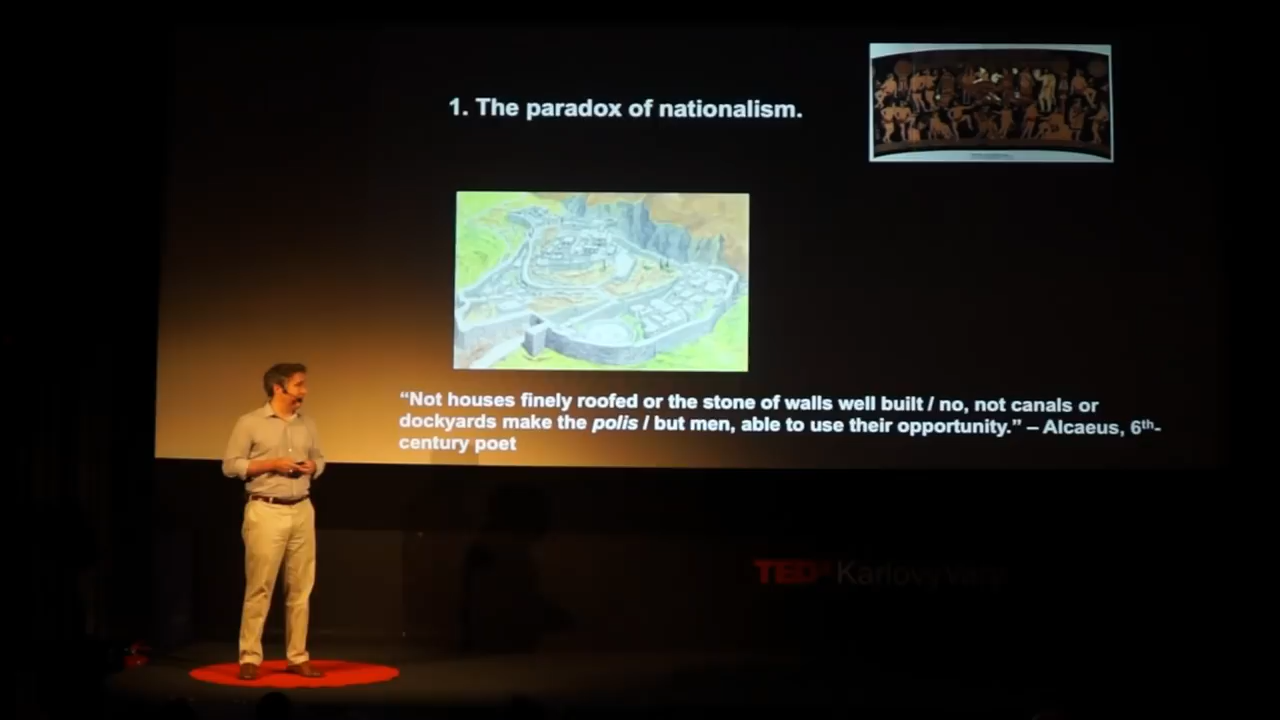 1. The paradox of nationalism.
“Not houses finely roofed or the stone of walls well built / no, not canals or
dockyards make the polis / but men, able to use their opportunity.” – Alcaeus, 6th-
century poet
TEDx Karlovy Vary